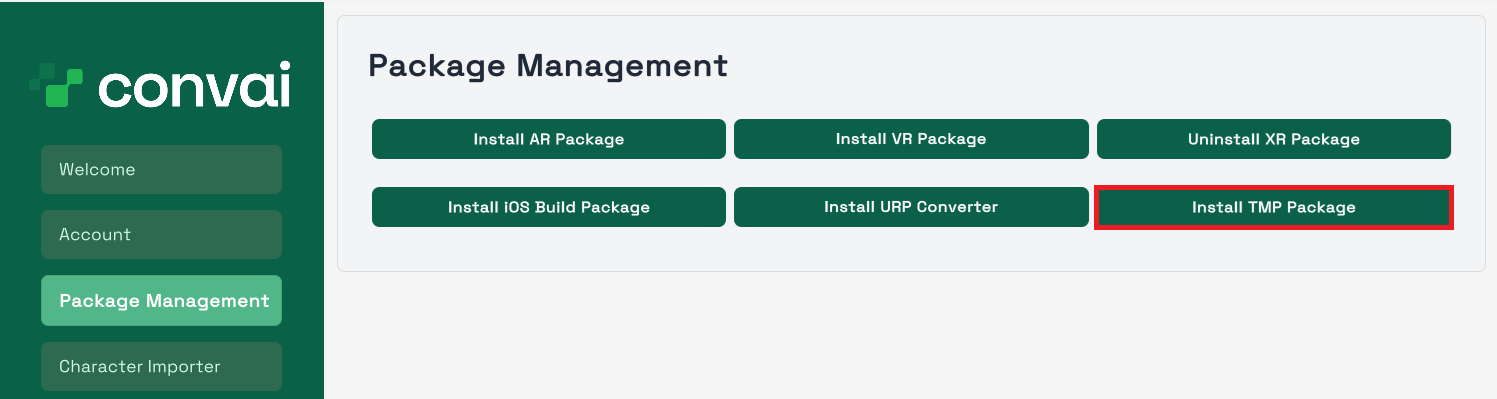 convai
Welcome
Account
Package Management
Character Importer
Package Management
Install AR Package
Install VR Package
Uninstall XR Package
Install iOS Build Package
Install URP Converter
Install TMP Package